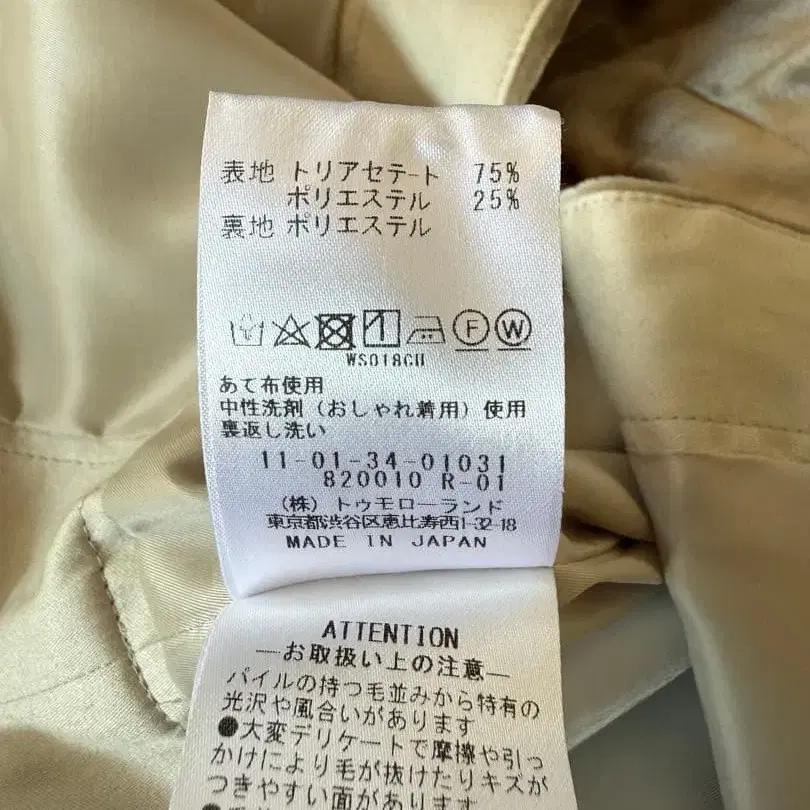 表地 トリアセテート 75%
ポリエステル 25%
裏地 ポリエステル
F W
WS018CU
あて布使用
中性洗剤（おしゃれ着用）使用
裏返し洗い
11-01-34-01031
820010 R-01
（株）トゥモローランド
東京都渋谷区恵比寿西1-32-18
MADE IN JAPAN
ATTENTION
―お取扱い上の注意―
パイルの持つ毛並みから特有の
光沢や風合いがあります
●大変デリケートで摩擦や引っ
かけにより毛が抜けたりキズが
つきやすい面があります